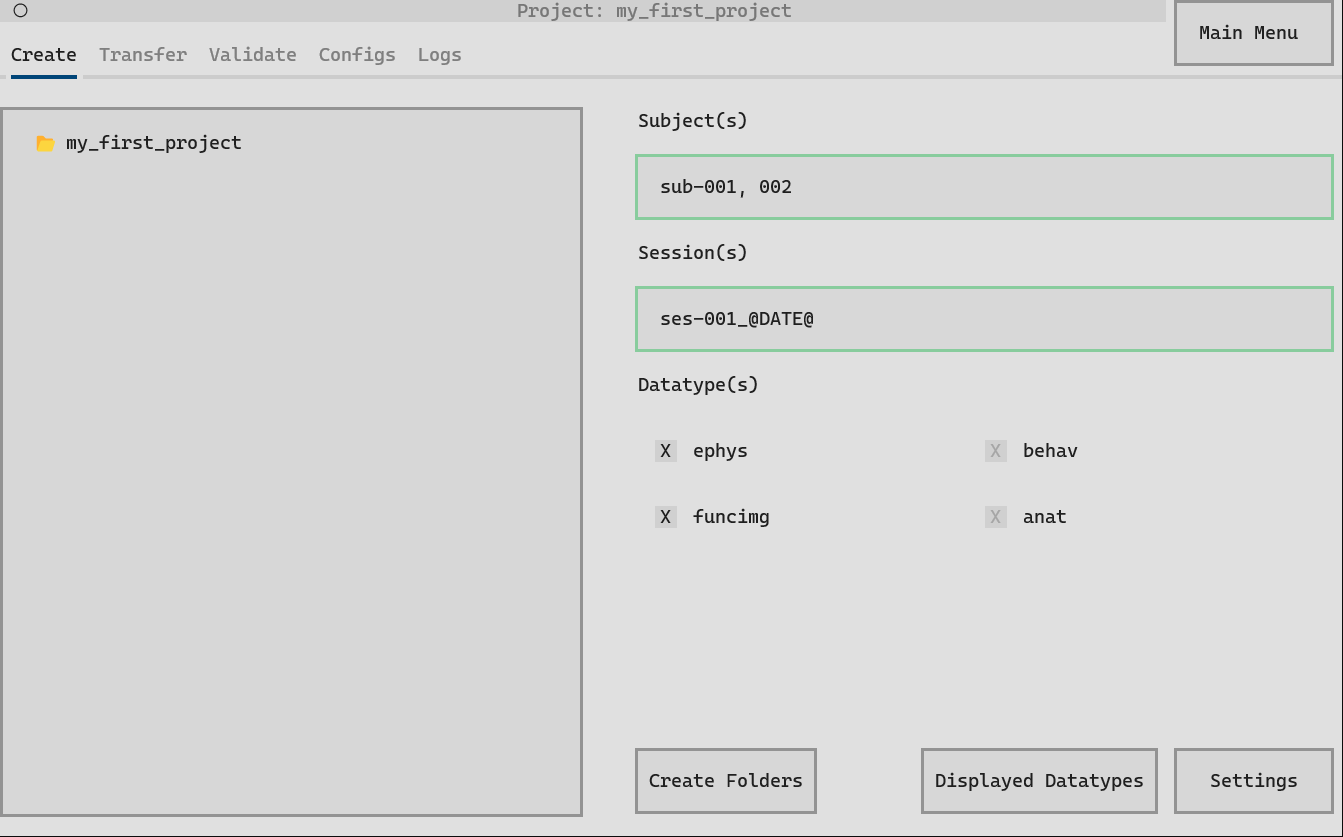 Project: my_first_project
Main Menu
Create Transfer Validate Configs Logs
my_first_project
Subject(s)
sub-001, 002
Session(s)
ses-001_@DATE@
Datatype(s)
X ephys X behav
X funcimg X anat
Create Folders Displayed Datatypes Settings